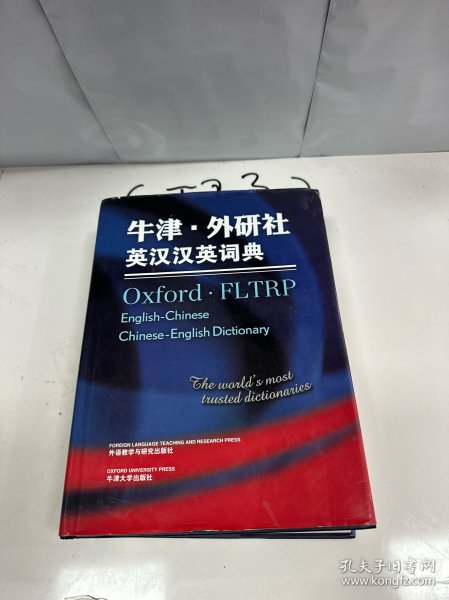 牛津·外研社
英汉汉英词典
Oxford·FLTRP
English-Chinese
Chinese-English Dictionary
The world's most
trusted dictionaries
FOREIGN LANGUAGE TEACHING AND RESEARCH PRESS
外语教学与研究出版社
OXFORD UNIVERSITY PRESS
牛津大学出版社
孔夫子旧书网
www.kongfz.com